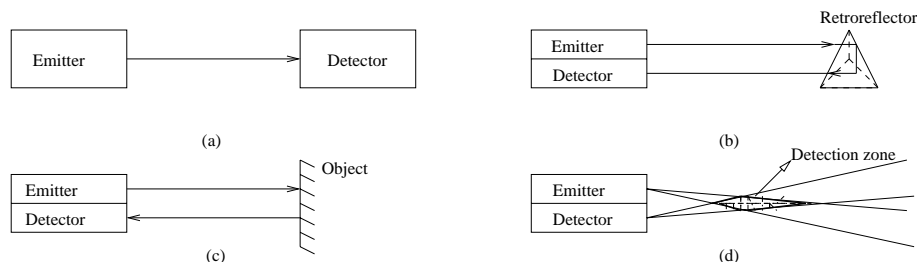 Emitter
Detector
(a)
Retroreflector
Emitter
Detector
(b)
Object
Emitter
Detector
(c)
Detection zone
Emitter
Detector
(d)